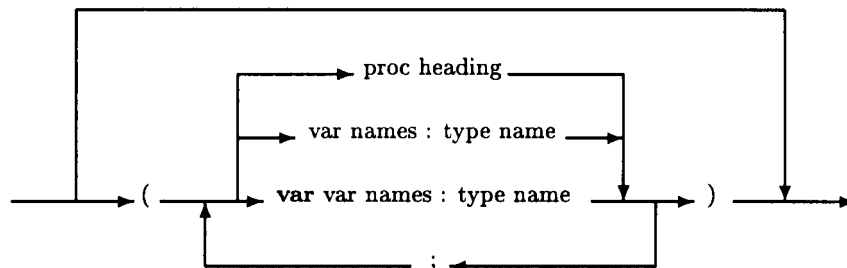 proc heading
var names : type name
( var var names : type name )
;